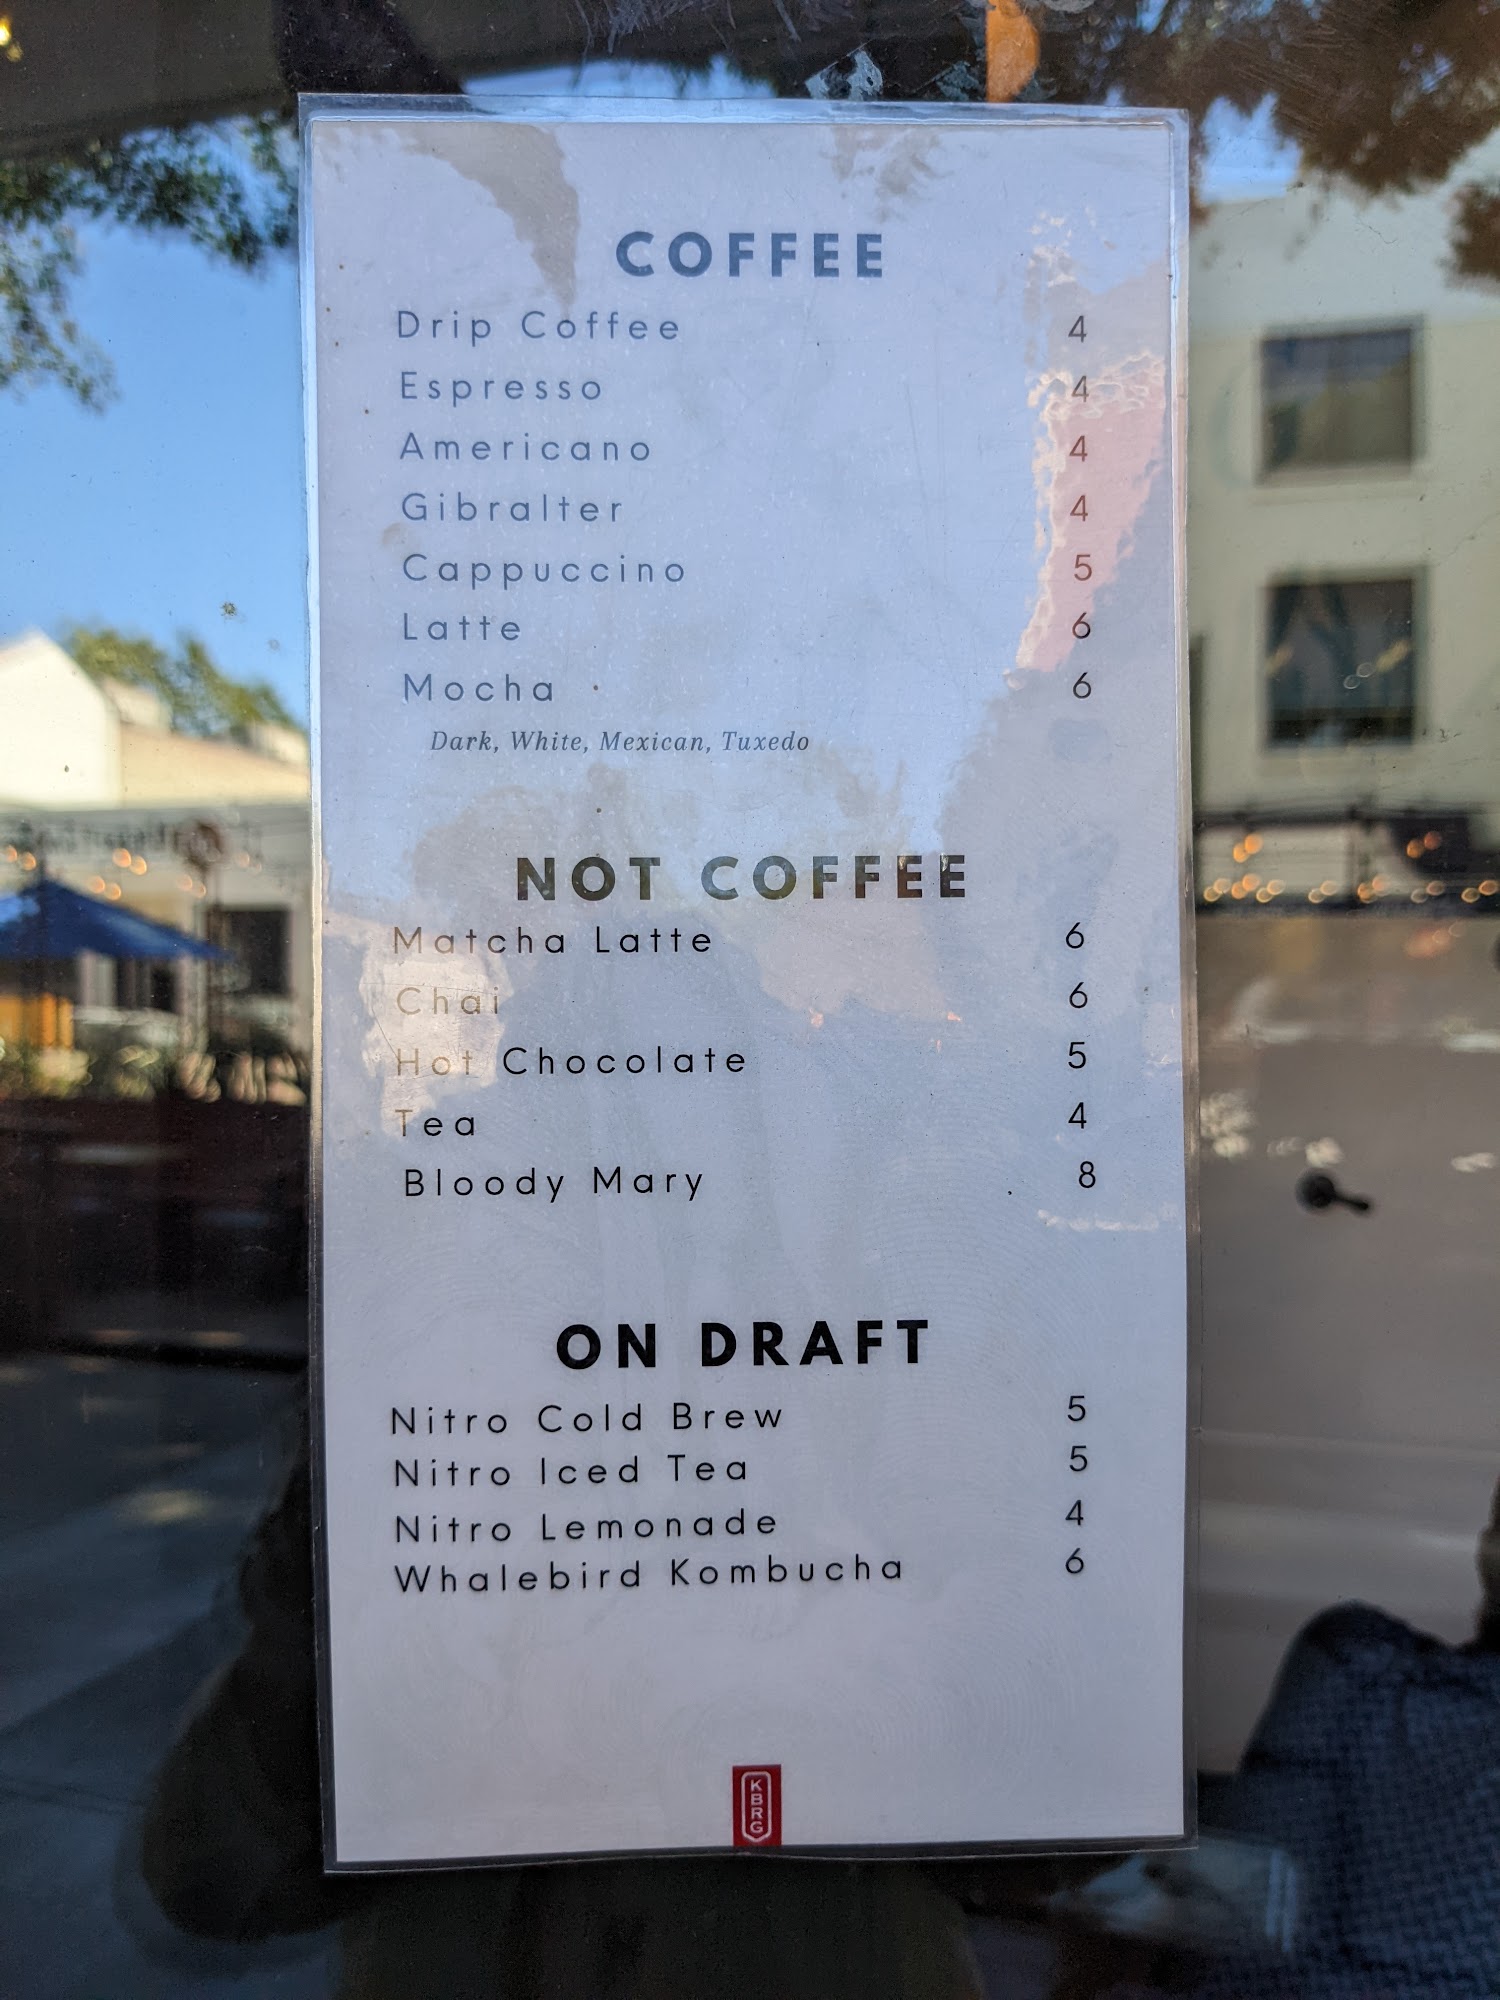 COFFEE
Drip Coffee 4
Espresso 4
Americano 4
Gibralter 4
Cappuccino 5
Latte 6
Mocha 6
Dark, White, Mexican, Tuxedo
NOT COFFEE
Matcha Latte 6
Chai 6
Hot Chocolate 5
Tea 4
Bloody Mary 8
ON DRAFT
Nitro Cold Brew 5
Nitro Iced Tea 5
Nitro Lemonade 4
Whalebird Kombucha 6
KBRG